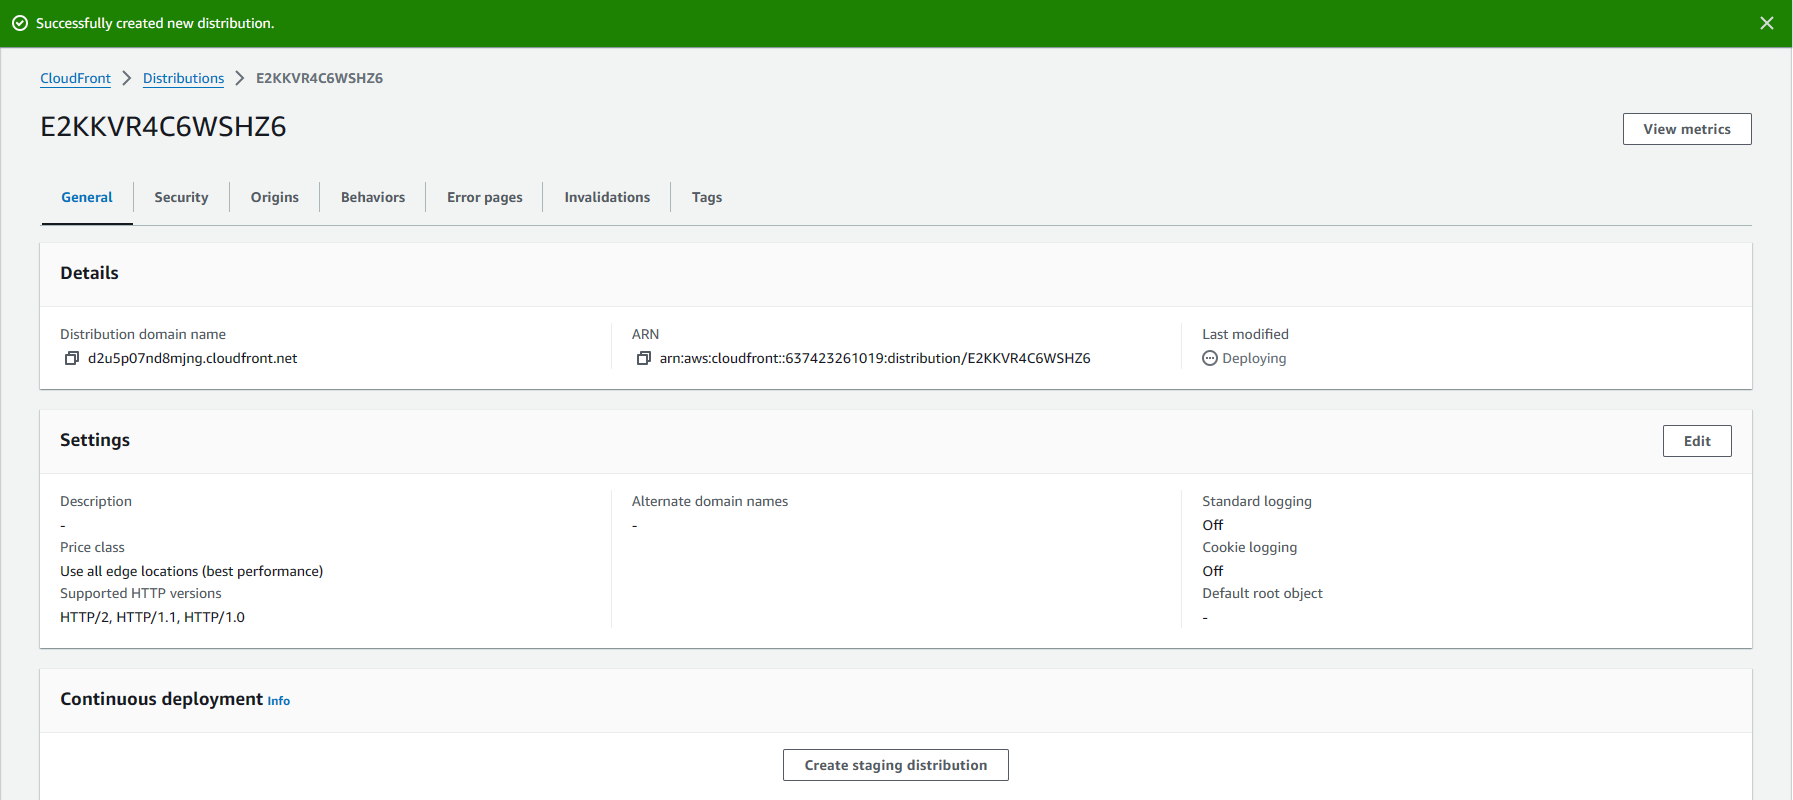 Successfully created new distribution.
CloudFront
Distributions
E2KKVR4C6WSHZ6
E2KKVR4C6WSHZ6
View metrics
General
Security
Origins
Behaviors
Error pages
Invalidations
Tags
Details
Distribution domain name
d2u5p07nd8mjng.cloudfront.net
ARN
arn:aws:cloudfront::637423261019:distribution/E2KKVR4C6WSHZ6
Last modified
Deploying
Settings
Edit
Description
-
Price class
Use all edge locations (best performance)
Supported HTTP versions
HTTP/2, HTTP/1.1, HTTP/1.0
Alternate domain names
-
Standard logging
Off
Cookie logging
Off
Default root object
-
Continuous deployment Info
Create staging distribution